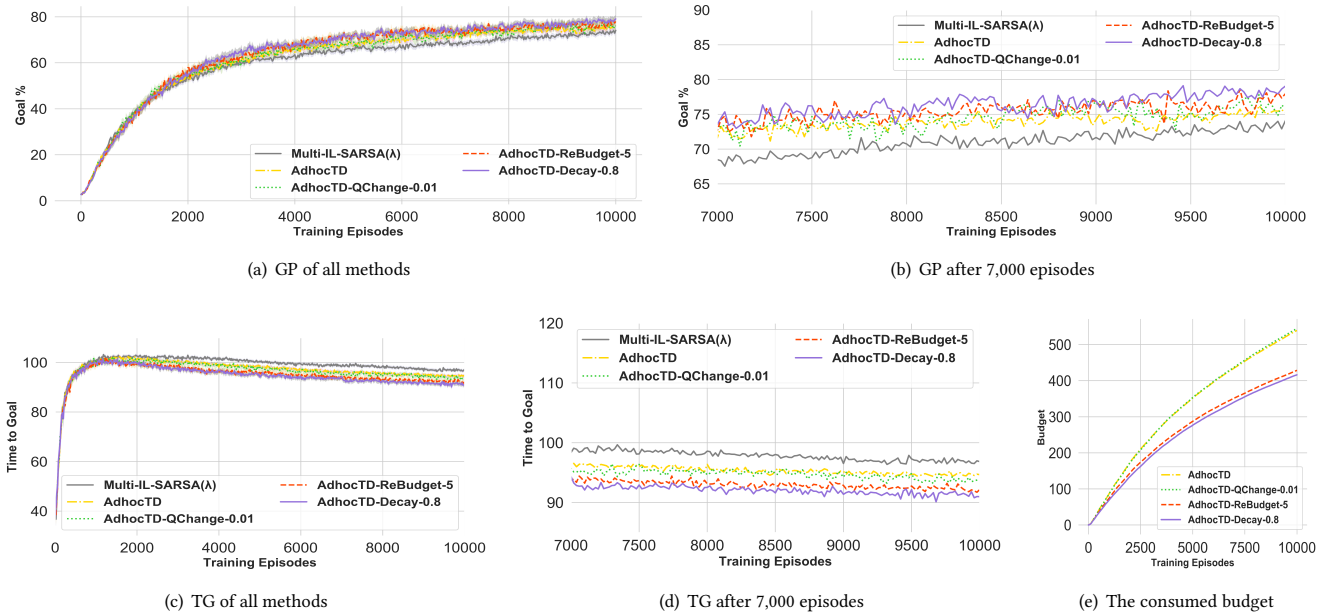 80
60
40
20
0
Goal %
Multi-IL-SARSA(λ)
AdhocTD
AdhocTD-QChange-0.01
AdhocTD-ReBudget-5
AdhocTD-Decay-0.8
0 2000 4000 6000 8000 10000
Training Episodes
(a) GP of all methods
90
85
80
75
70
65
Goal %
Multi-IL-SARSA(λ)
AdhocTD
AdhocTD-QChange-0.01
AdhocTD-ReBudget-5
AdhocTD-Decay-0.8
7000 7500 8000 8500 9000 9500 10000
Training Episodes
(b) GP after 7,000 episodes
100
80
60
40
Time to Goal
Multi-IL-SARSA(λ)
AdhocTD
AdhocTD-QChange-0.01
AdhocTD-ReBudget-5
AdhocTD-Decay-0.8
0 2000 4000 6000 8000 10000
Training Episodes
(c) TG of all methods
120
110
100
90
Time to Goal
Multi-IL-SARSA(λ)
AdhocTD
AdhocTD-QChange-0.01
AdhocTD-ReBudget-5
AdhocTD-Decay-0.8
7000 8000 8000 9000 9000 10000
Training Episodes
(d) TG after 7,000 episodes
500
400
300
200
100
0
Budget
AdhocTD
AdhocTD-QChange-0.01
AdhocTD-ReBudget-5
AdhocTD-Decay-0.8
0 2500 5000 7500 10000
Training Episodes
(e) The consumed budget